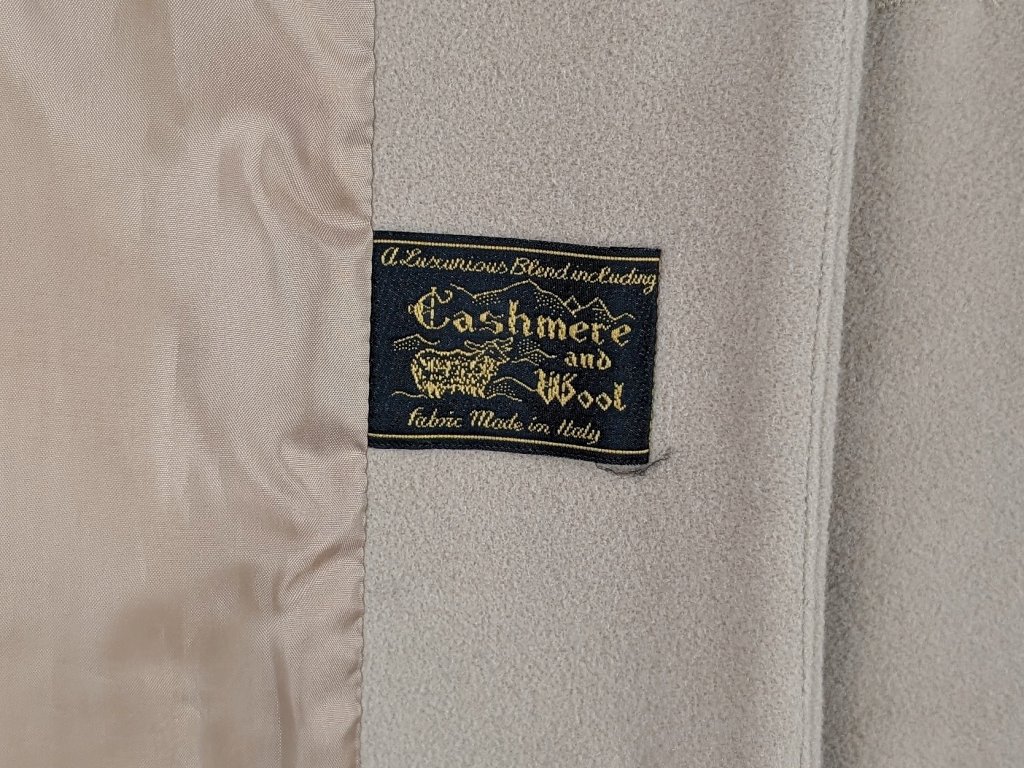 A Luxurious Blend including
Cashmere
and
Wool
Fabric Made in Italy